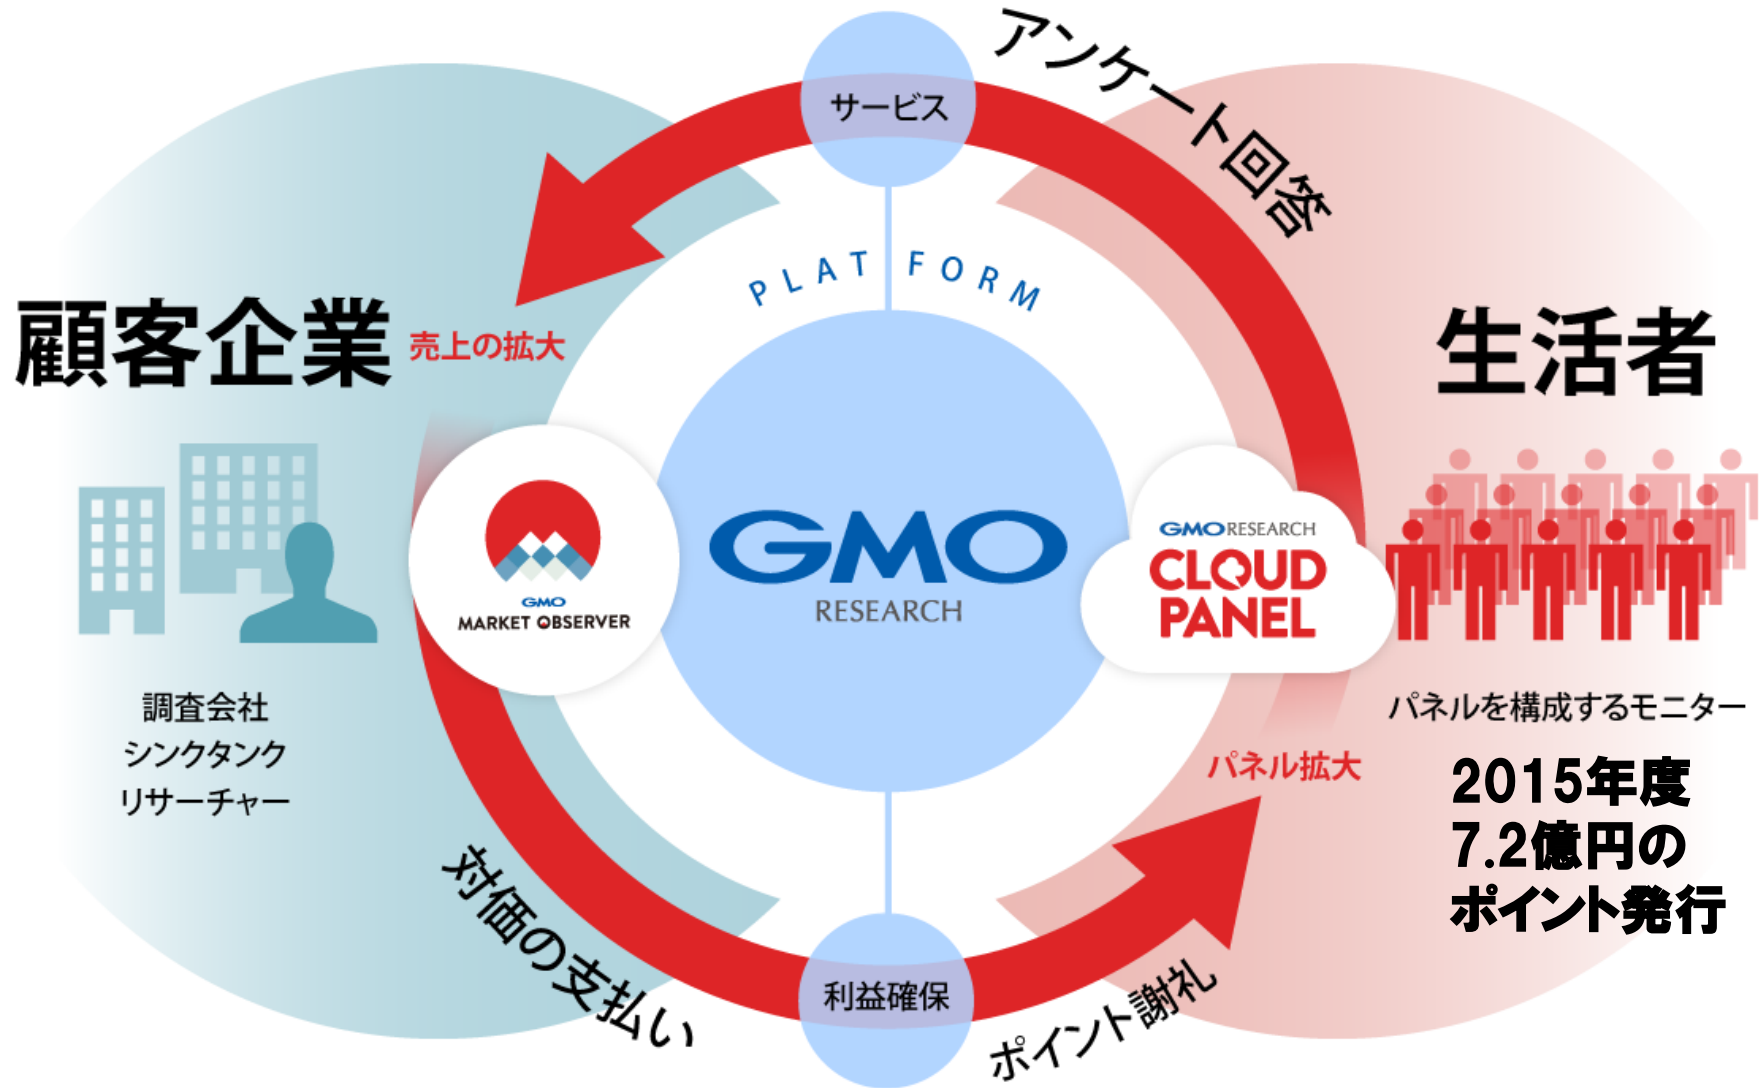 アンケート回答
サービス
PLATFORM
顧客企業
売上の拡大
生活者
GMO
MARKET OBSERVER
GMO
RESEARCH
GMO RESEARCH
CLOUD
PANEL
調査会社
シンクタンク
リサーチャー
パネルを構成するモニター
パネル拡大
2015年度
7.2億円の
ポイント発行
対価の支払い
利益確保
ポイント謝礼